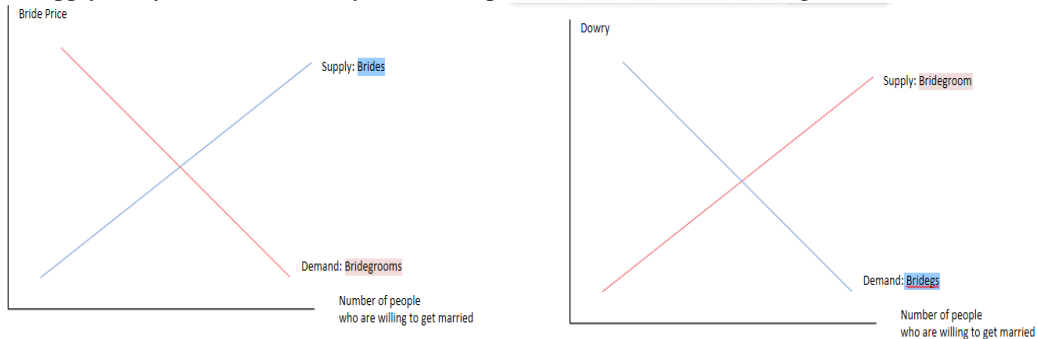 Bride Price
Supply: Brides
Demand: Bridegrooms
Number of people
who are willing to get married
Dowry
Supply: Bridegroom
Demand: Bridegs
Number of people
who are willing to get married